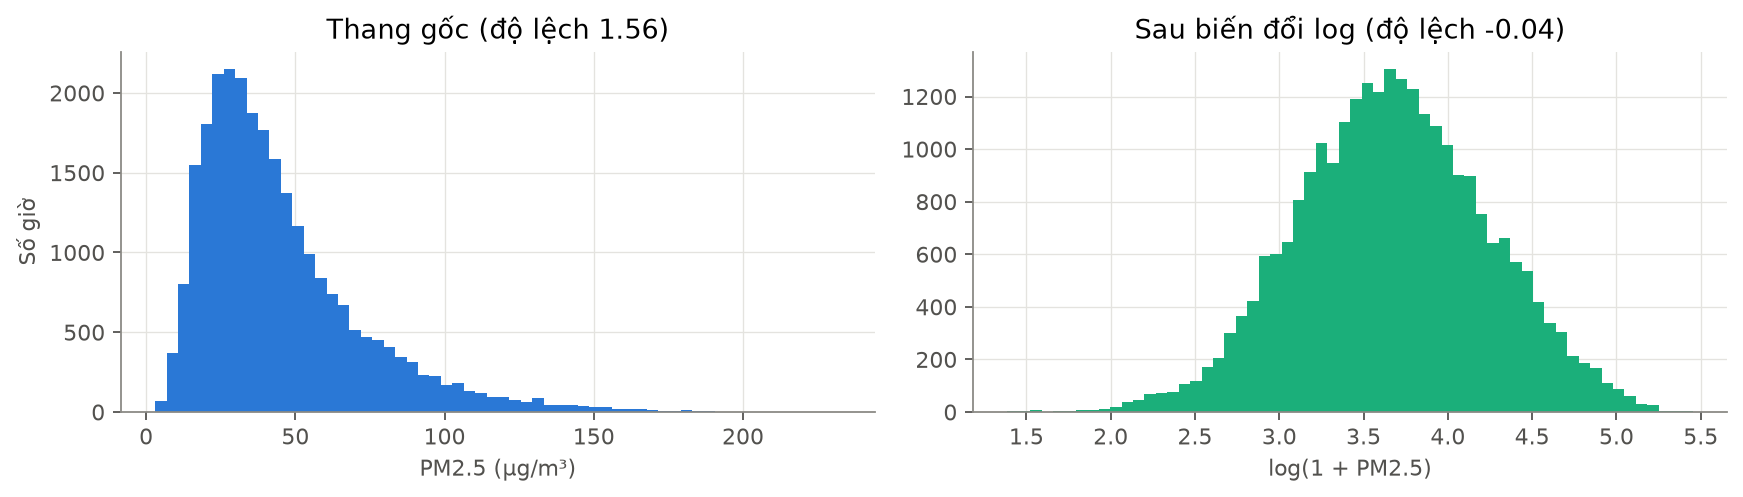 Thang gốc (độ lệch 1.56)
Số giờ
2000
1500
1000
500
0
0 50 100 150 200
PM2.5 (µg/m³)
Sau biến đổi log (độ lệch -0.04)
1200
1000
800
600
400
200
0
1.5 2.0 2.5 3.0 3.5 4.0 4.5 5.0 5.5
log(1 + PM2.5)